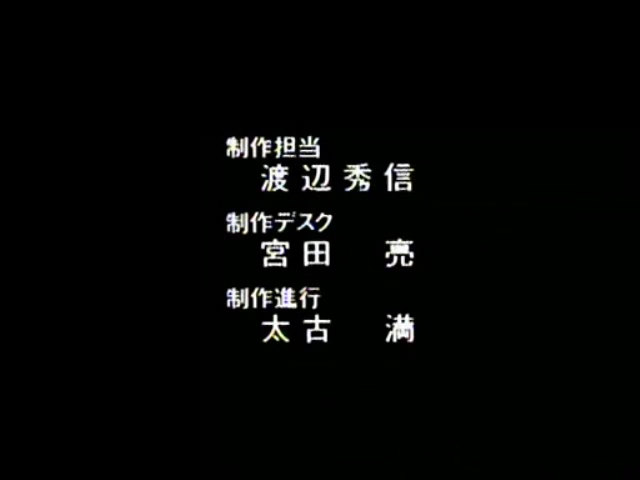 制作担当
渡辺秀信
制作デスク
宮田 亮
制作進行
太古 満